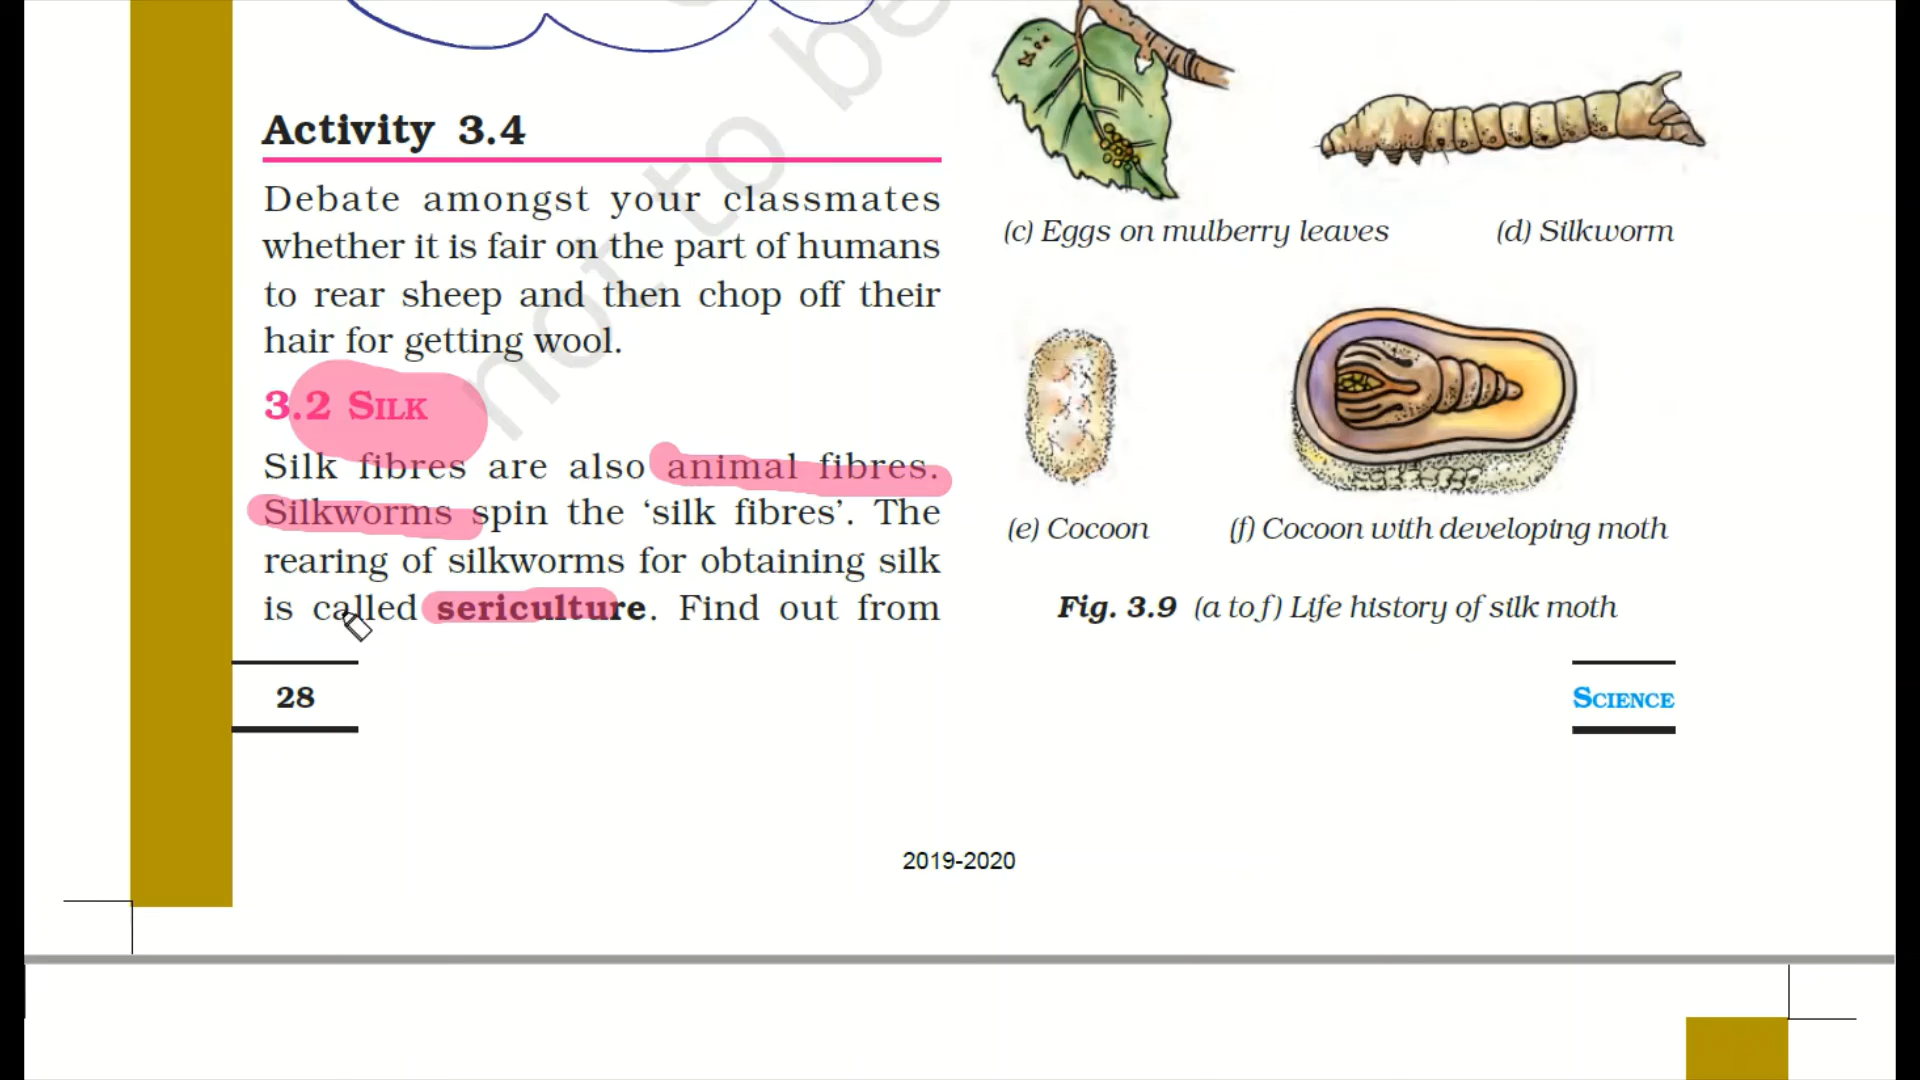 Activity 3.4
Debate amongst your classmates
whether it is fair on the part of humans
to rear sheep and then chop off their
hair for getting wool.
3.2 SILK
Silk fibres are also animal fibres.
Silkworms spin the ‘silk fibres’. The
rearing of silkworms for obtaining silk
is called sericulture. Find out from
28
(c) Eggs on mulberry leaves
(d) Silkworm
(e) Cocoon
(f) Cocoon with developing moth
Fig. 3.9 (a to f) Life history of silk moth
SCIENCE
2019-2020
not to be